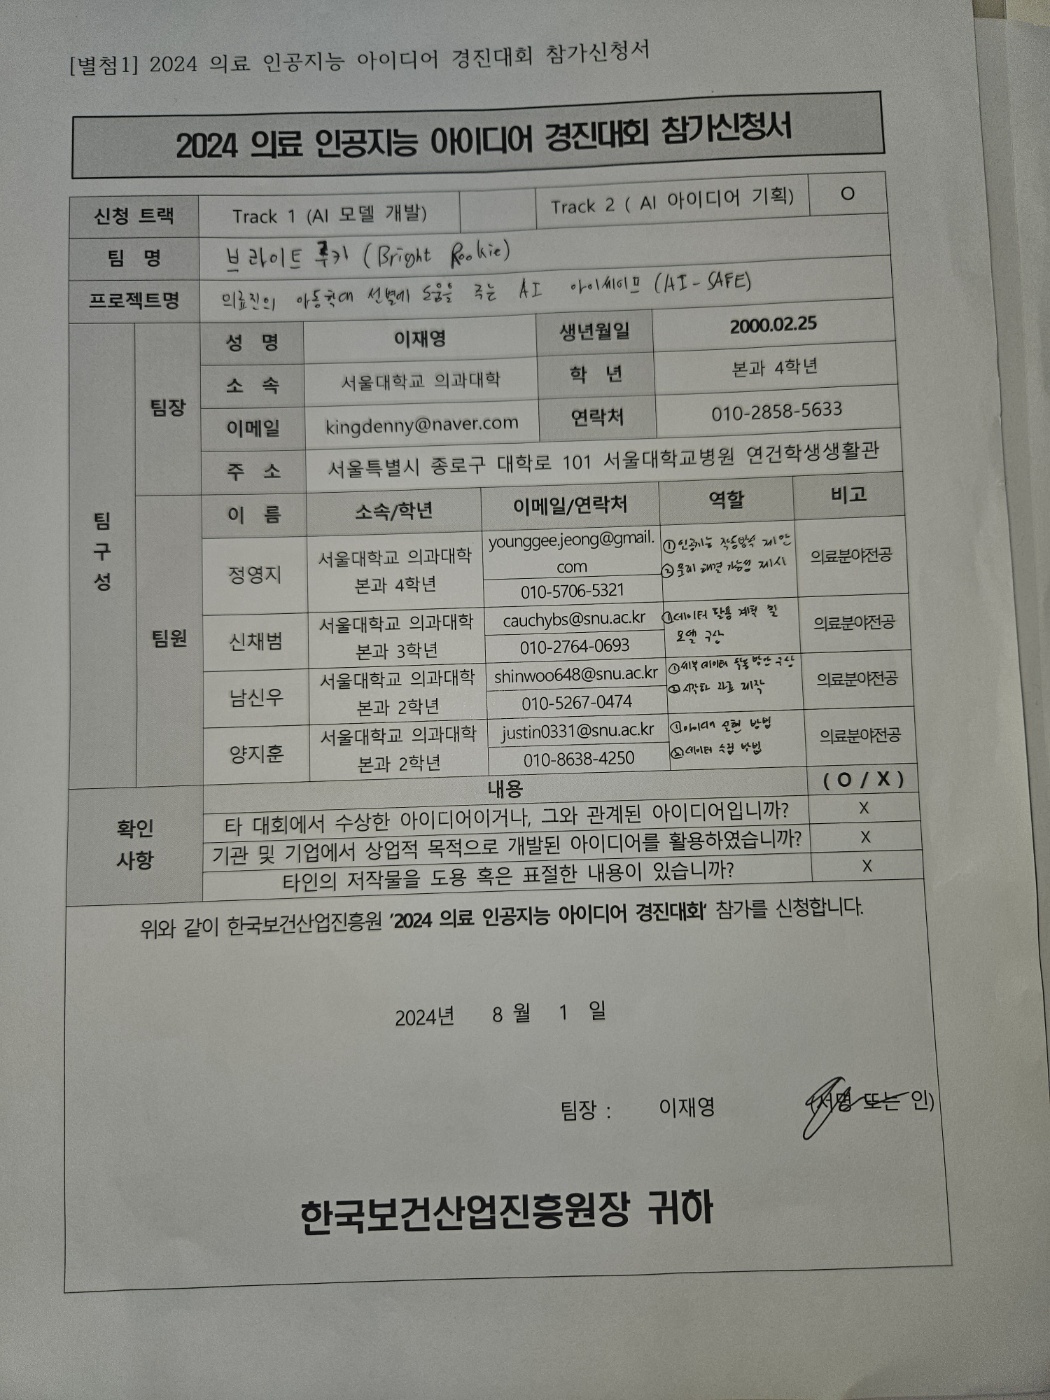 [별첨1] 2024 의료 인공지능 아이디어 경진대회 참가신청서
2024 의료 인공지능 아이디어 경진대회 참가신청서
신청 트랙 Track 1 (AI 모델 개발) Track 2 ( AI 아이디어 기획) O
팀 명 브라이트 루키 (Bright Rookie)
프로젝트명 의료진의 아동학대 선별에 도움을 주는 AI 아이세이프 (AI-SAFE)
팀구성
팀장
성 명 이재영 생년월일 2000.02.25
소 속 서울대학교 의과대학 학 년 본과 4학년
이메일 kingdenny@naver.com 연락처 010-2858-5633
주 소 서울특별시 종로구 대학로 101 서울대학교병원 연건학생생활관
팀원
이 름 소속/학년 이메일/연락처 역할 비고
정영지
서울대학교 의과대학
본과 4학년
younggee.jeong@gmail.
com
010-5706-5321
①인공지능 작동방식 제안
②문제 해결 가능성 제시
의료분야전공
신채범
서울대학교 의과대학
본과 3학년
cauchybs@snu.ac.kr
010-2764-0693
①데이터 활용 계획 및
모델 구상
의료분야전공
남신우
서울대학교 의과대학
본과 2학년
shinwoo648@snu.ac.kr
010-5267-0474
①세부 데이터 방안 구상
②시각화 자료 제작
의료분야전공
양지훈
서울대학교 의과대학
본과 2학년
justin0331@snu.ac.kr
010-8638-4250
①아이디어 실현 방법
②데이터 수집 방법
의료분야전공
확인
사항
내용 ( O / X )
타 대회에서 수상한 아이디어이거나, 그와 관계된 아이디어입니까? X
기관 및 기업에서 상업적 목적으로 개발된 아이디어를 활용하였습니까? X
타인의 저작물을 도용 혹은 표절한 내용이 있습니까? X
위와 같이 한국보건산업진흥원 '2024 의료 인공지능 아이디어 경진대회' 참가를 신청합니다.
2024년 8 월 1 일
팀장 : 이재영 (서명 또는 인)
한국보건산업진흥원장 귀하